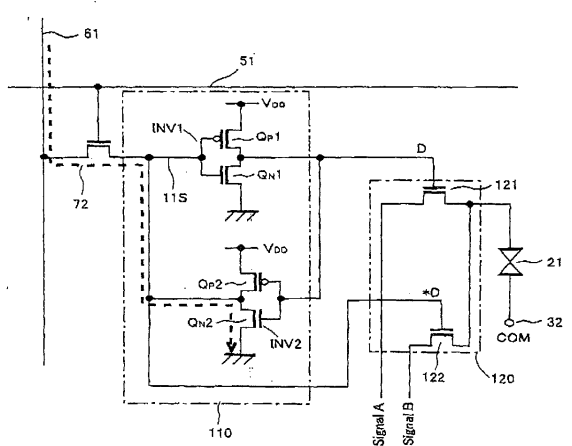 61
51
VDD
INV1
QP1
D
121
11S
QN1
72
VDD
21
QP2
*D
32
QN2
COM
INV2
122
120
Signal A
Signal B
110